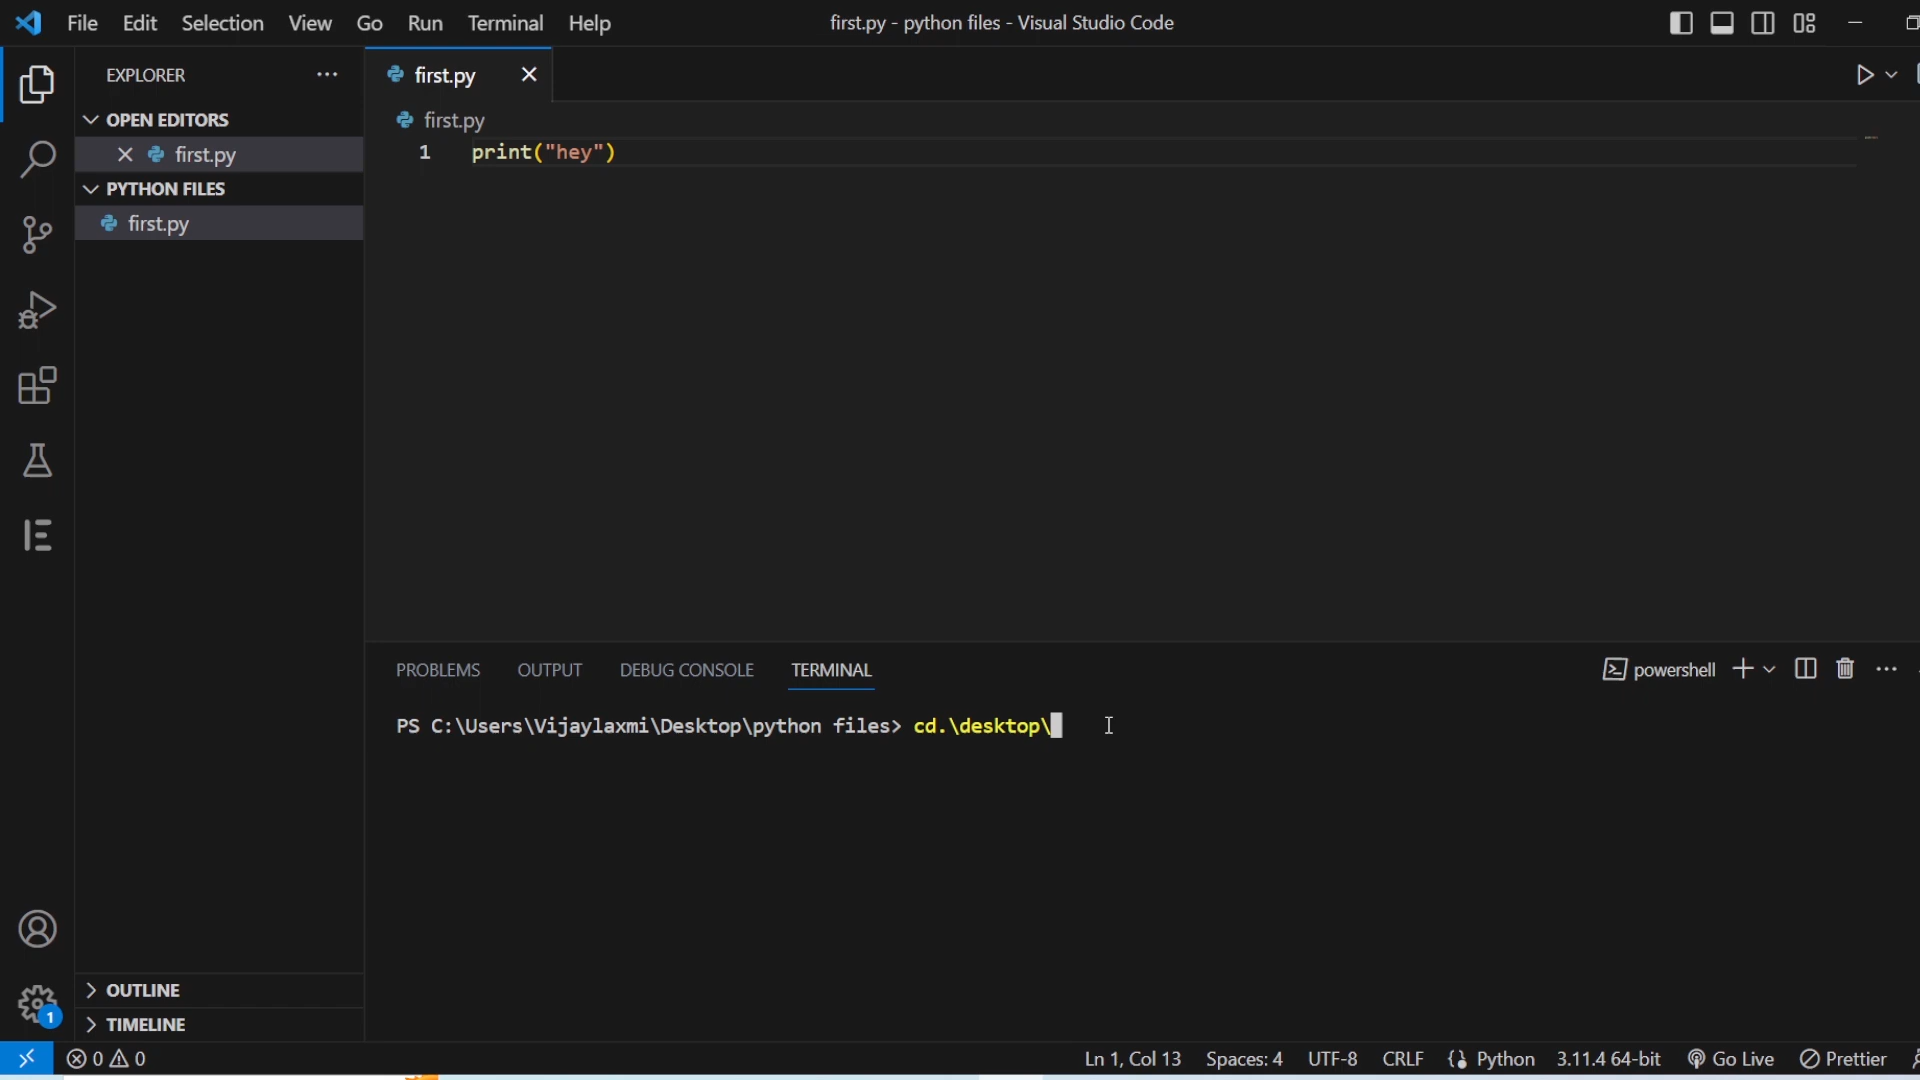 File Edit Selection View Go Run Terminal Help first.py - python files - Visual Studio Code
EXPLORER
OPEN EDITORS
first.py
PYTHON FILES
first.py
first.py
first.py
1 print("hey")
PROBLEMS OUTPUT DEBUG CONSOLE TERMINAL powershell
PS C:\Users\Vijaylaxmi\Desktop\python files> cd.\desktop\
OUTLINE
1
TIMELINE
0 0 Ln 1, Col 13 Spaces: 4 UTF-8 CRLF Python 3.11.4 64-bit Go Live Prettier